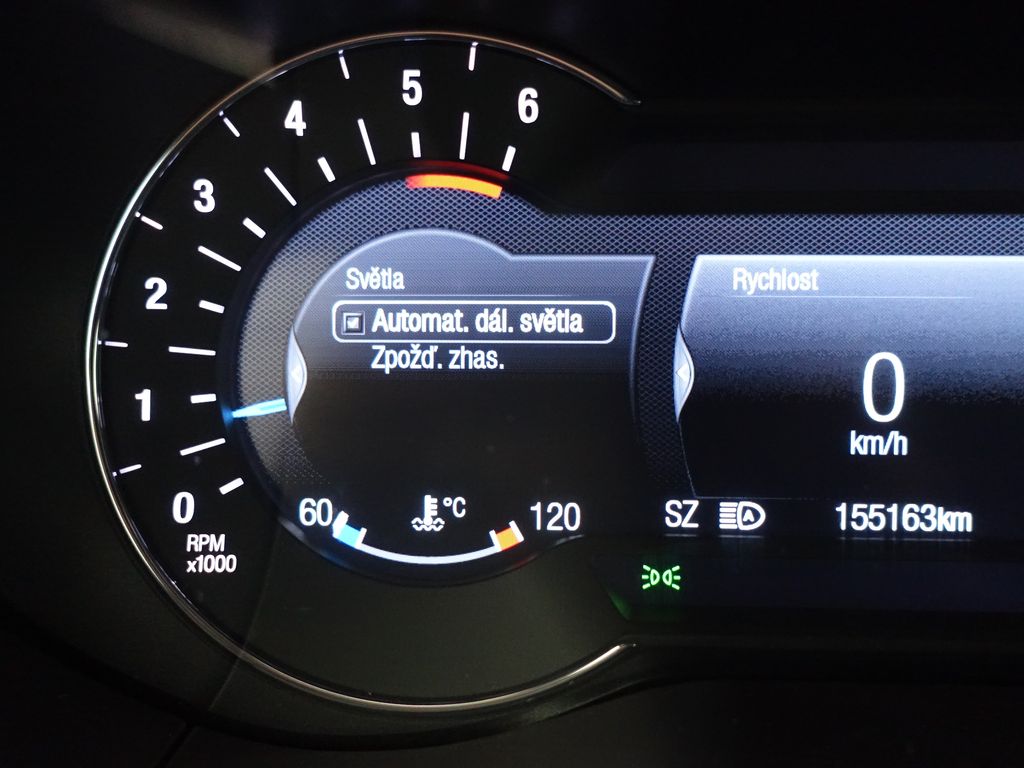 6
5
4
3
2
1
0
RPM
x1000
Světla
Automat. dál. světla
Zpožď. zhas.
60
°C
120
Rychlost
0
km/h
SZ
A
155163km